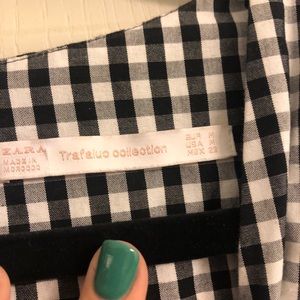 ZARA
MADE IN
MOROCCO
Trafaluc collection
EUR M
USA M
MEX 28